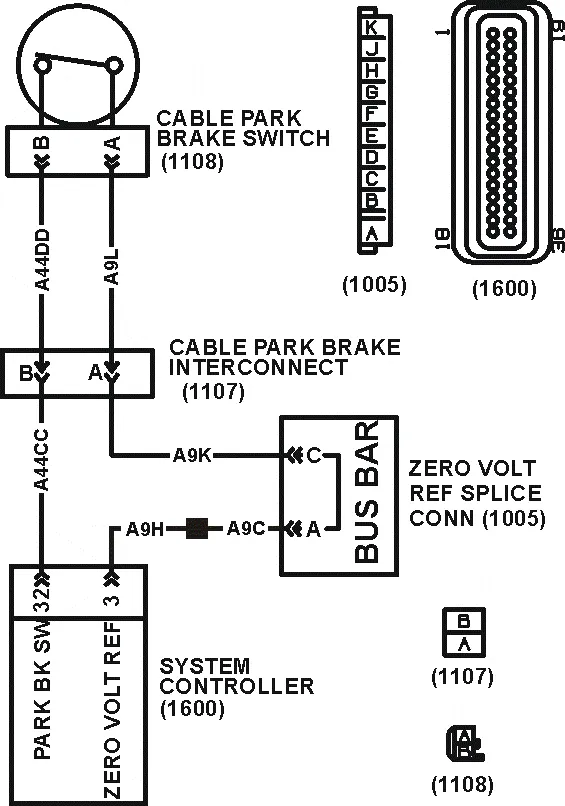 B A
CABLE PARK
BRAKE SWITCH
(1108)
A44DD
A9L
K
J
H
G
F
E
D
C
B
A
(1005)
1
19
18
36
(1600)
B A
CABLE PARK BRAKE
INTERCONNECT
(1107)
A44CC
A9K
C
A9H
A9C
A
BUS BAR
ZERO VOLT
REF SPLICE
CONN (1005)
32
3
PARK BK SW
ZERO VOLT REF
SYSTEM
CONTROLLER
(1600)
B
A
(1107)
A
B
(1108)